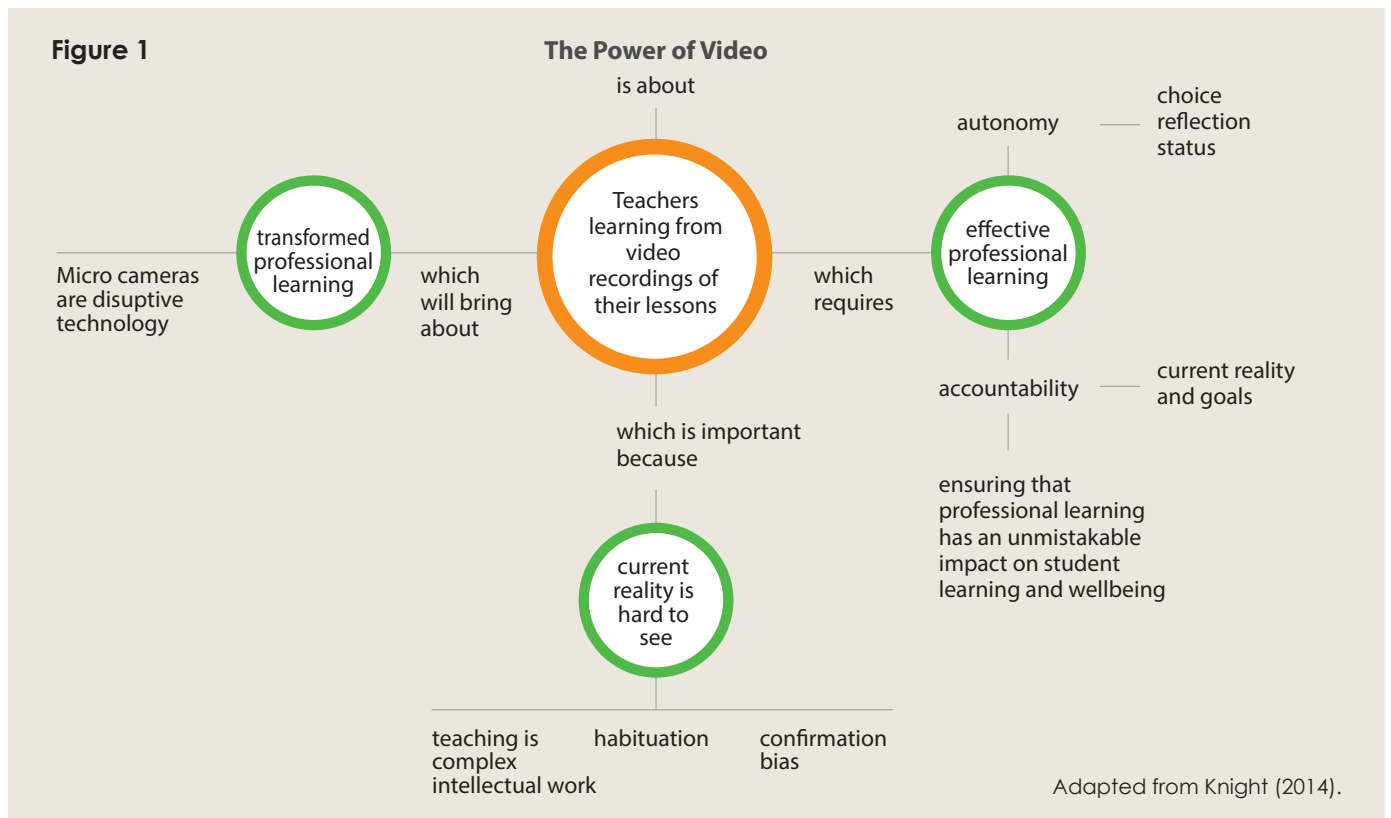 Figure 1
The Power of Video
is about
Teachers
learning from
video
recordings of
their lessons
transformed
professional
learning
which
will bring
about
Micro cameras
are disuptive
technology
which
requires
effective
professional
learning
autonomy
choice
reflection
status
accountability
current reality
and goals
ensuring that
professional learning
has an unmistakable
impact on student
learning and wellbeing
which is important
because
current
reality is
hard to
see
teaching is
complex
intellectual work
habituation
confirmation
bias
Adapted from Knight (2014).